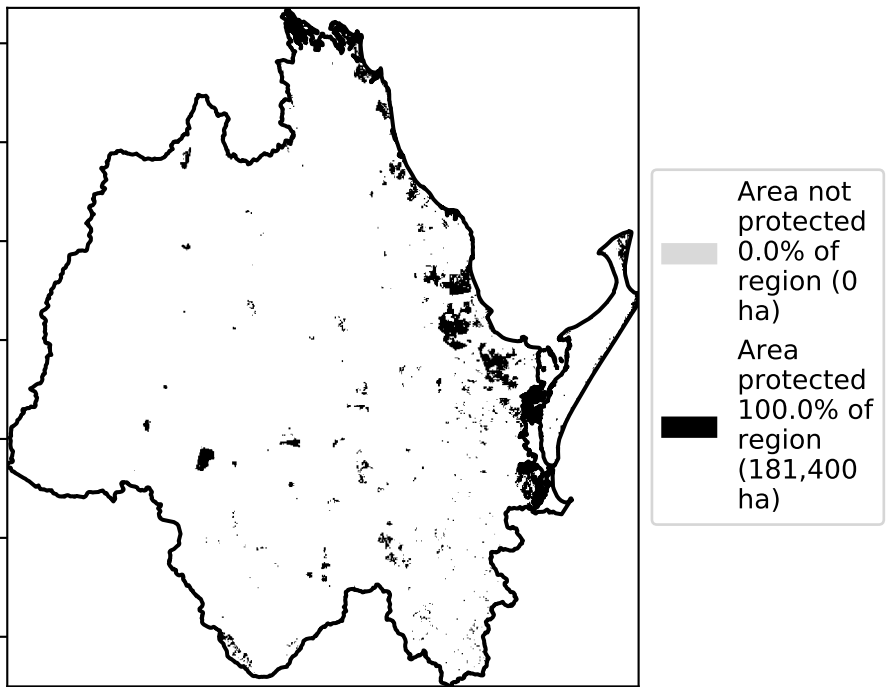 Area not
protected
0.0% of
region (0
ha)
Area
protected
100.0% of
region
(181,400
ha)